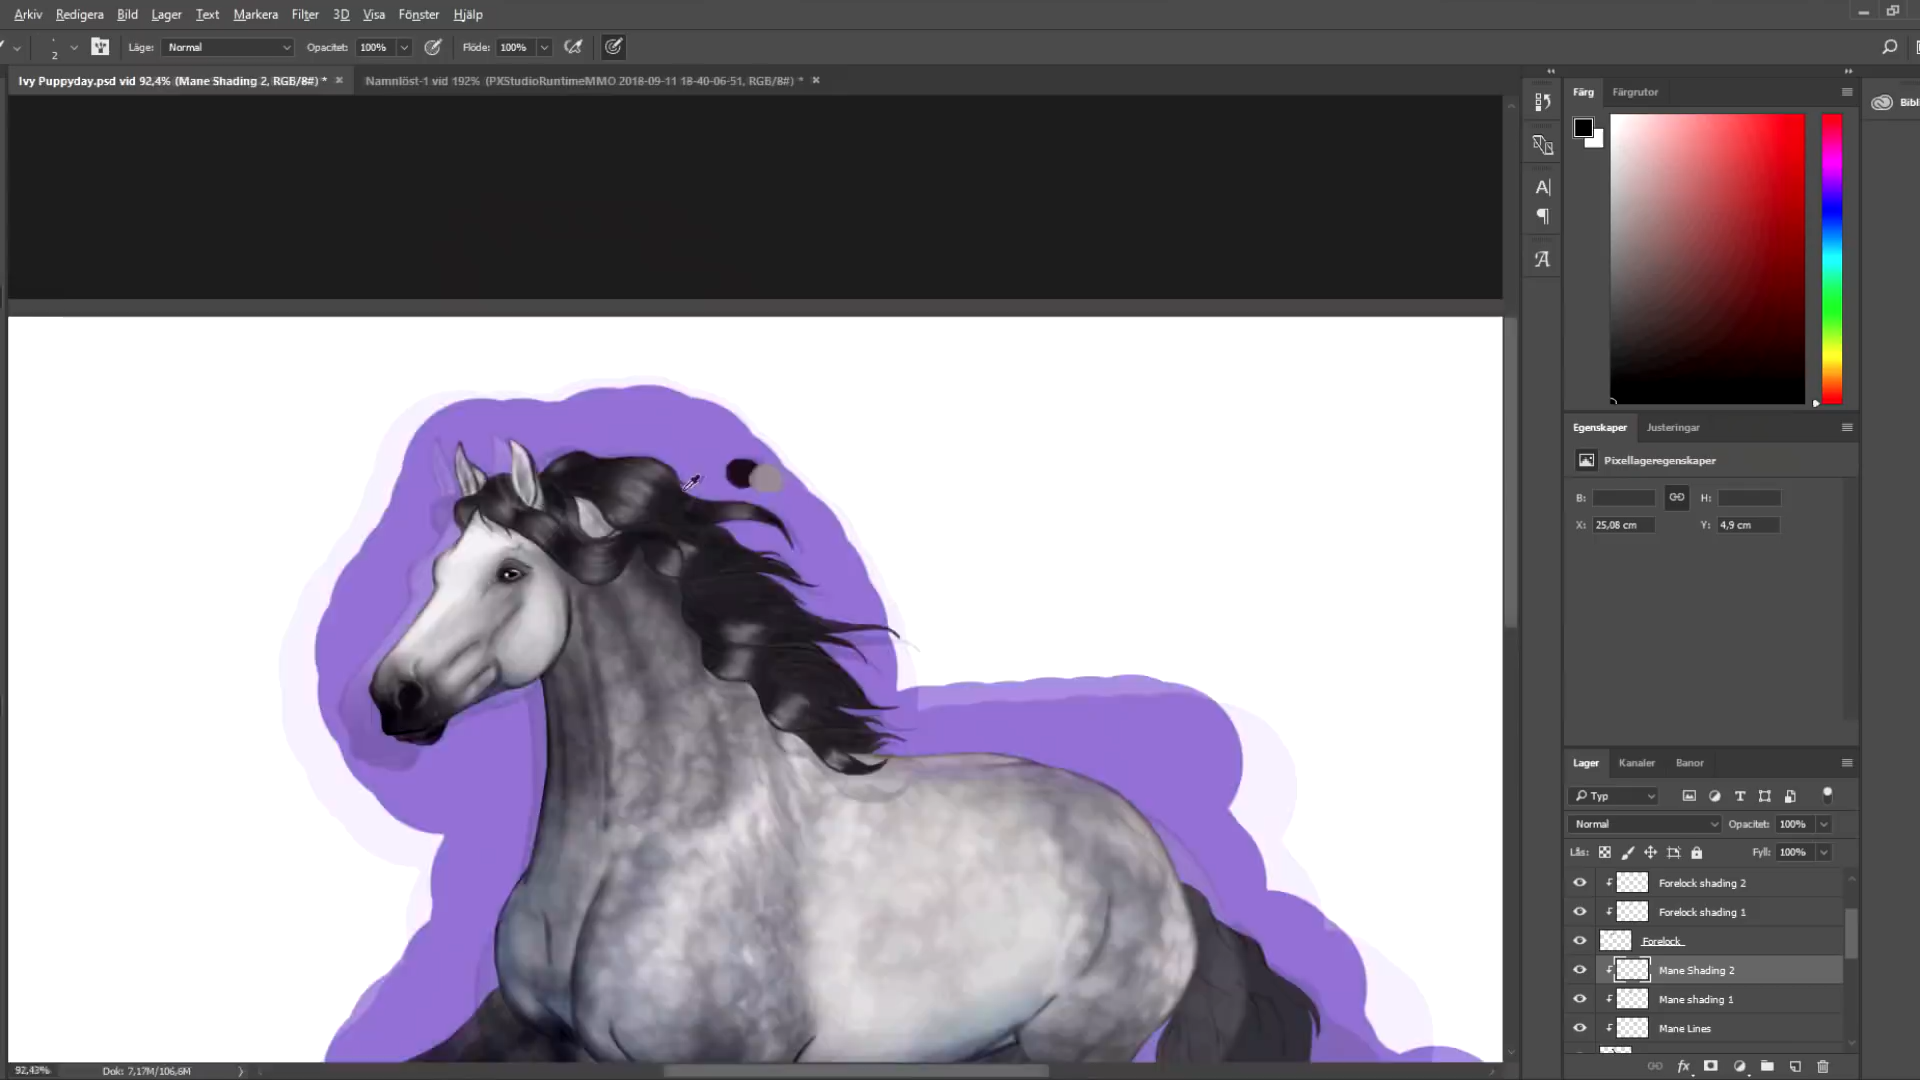 Arkiv Redigera Bild Lager Text Markera Filter 3D Visa Fönster Hjälp
2 Läge: Normal Opacitet: 100% Flöde: 100%
Ivy Puppyday.psd vid 92,4% (Mane Shading 2, RGB/8#) * Namnlöst-1 vid 192% (PXStudioRuntimeMMO 2018-09-11 18-40-06-51, RGB/8#) *
Färg Färgrutor
Bibl
Egenskaper Justeringar
Pixellageregenskaper
B: H:
X: 25,08 cm Y: 4,9 cm
Lager Kanaler Banor
Typ
Normal Opacitet: 100%
Lås: Fyll: 100%
Forelock shading 2
Forelock shading 1
Forelock
Mane Shading 2
Mane shading 1
Mane Lines
92,43% Dok: 7,17M/106,6M